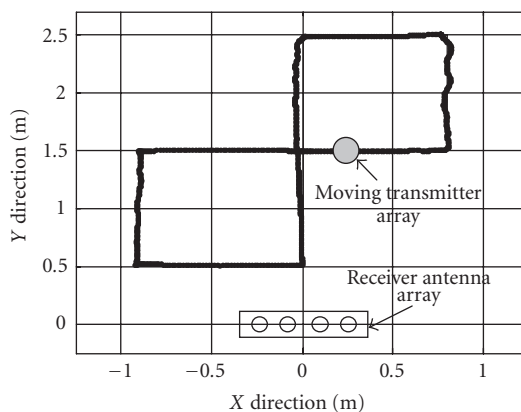 2.5
2
1.5
1
0.5
0
Y direction (m)
Moving transmitter
array
Receiver antenna
array
−1
−0.5
0
0.5
1
X direction (m)